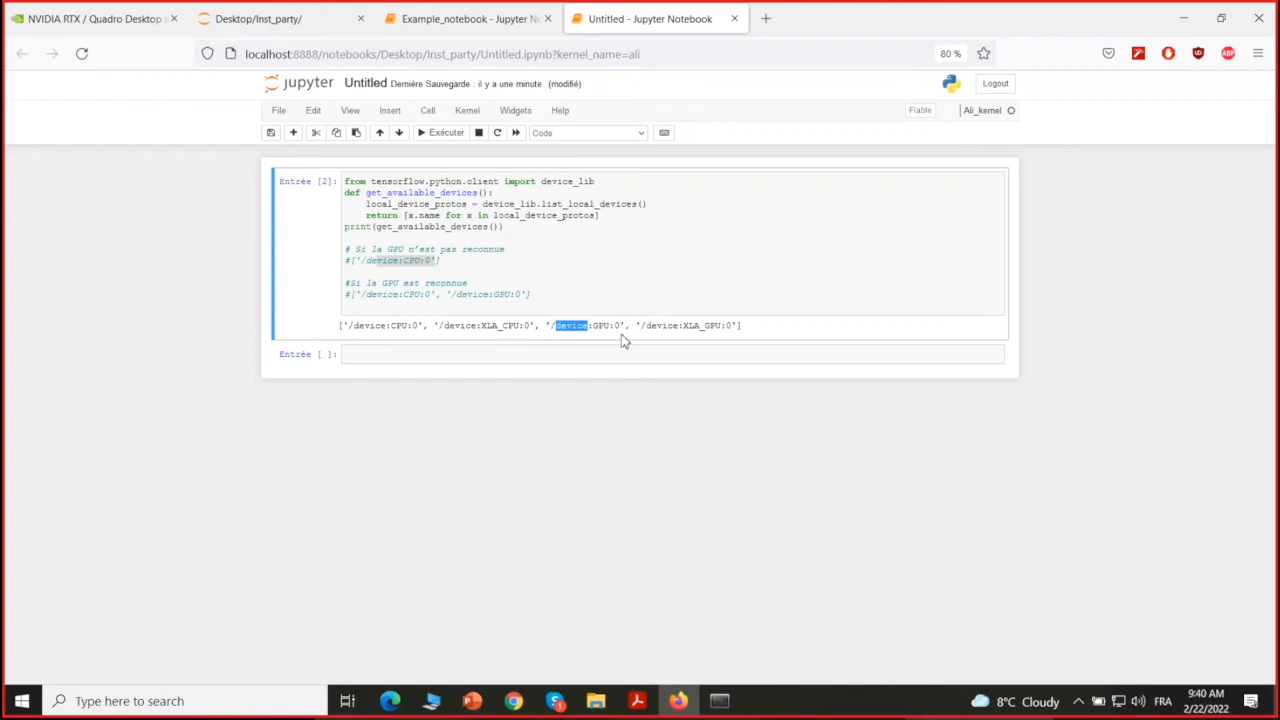 NVIDIA RTX / Quadro Desktop a
Desktop/Inst_party/
Example_notebook - Jupyter No
Untitled - Jupyter Notebook
localhost:8888/notebooks/Desktop/Inst_party/Untitled.ipynb?kernel_name=ali
80 %
jupyter Untitled Dernière Sauvegarde : il y a une minute (modifié)
Logout
File Edit View Insert Cell Kernel Widgets Help
Fiable
Ali_kernel
Exécuter
Code
Entrée [2]:
from tensorflow.python.client import device_lib
def get_available_devices():
    local_device_protos = device_lib.list_local_devices()
    return [x.name for x in local_device_protos]
print(get_available_devices())
# Si la GPU n'est pas reconnue
#['/device:CPU:0']
#Si la GPU est reconnue
#['/device:CPU:0', '/device:GPU:0']
['/device:CPU:0', '/device:XLA_CPU:0', '/device:GPU:0', '/device:XLA_GPU:0']
Entrée [ ]:
Type here to search
8°C Cloudy
FRA
9:40 AM
2/22/2022